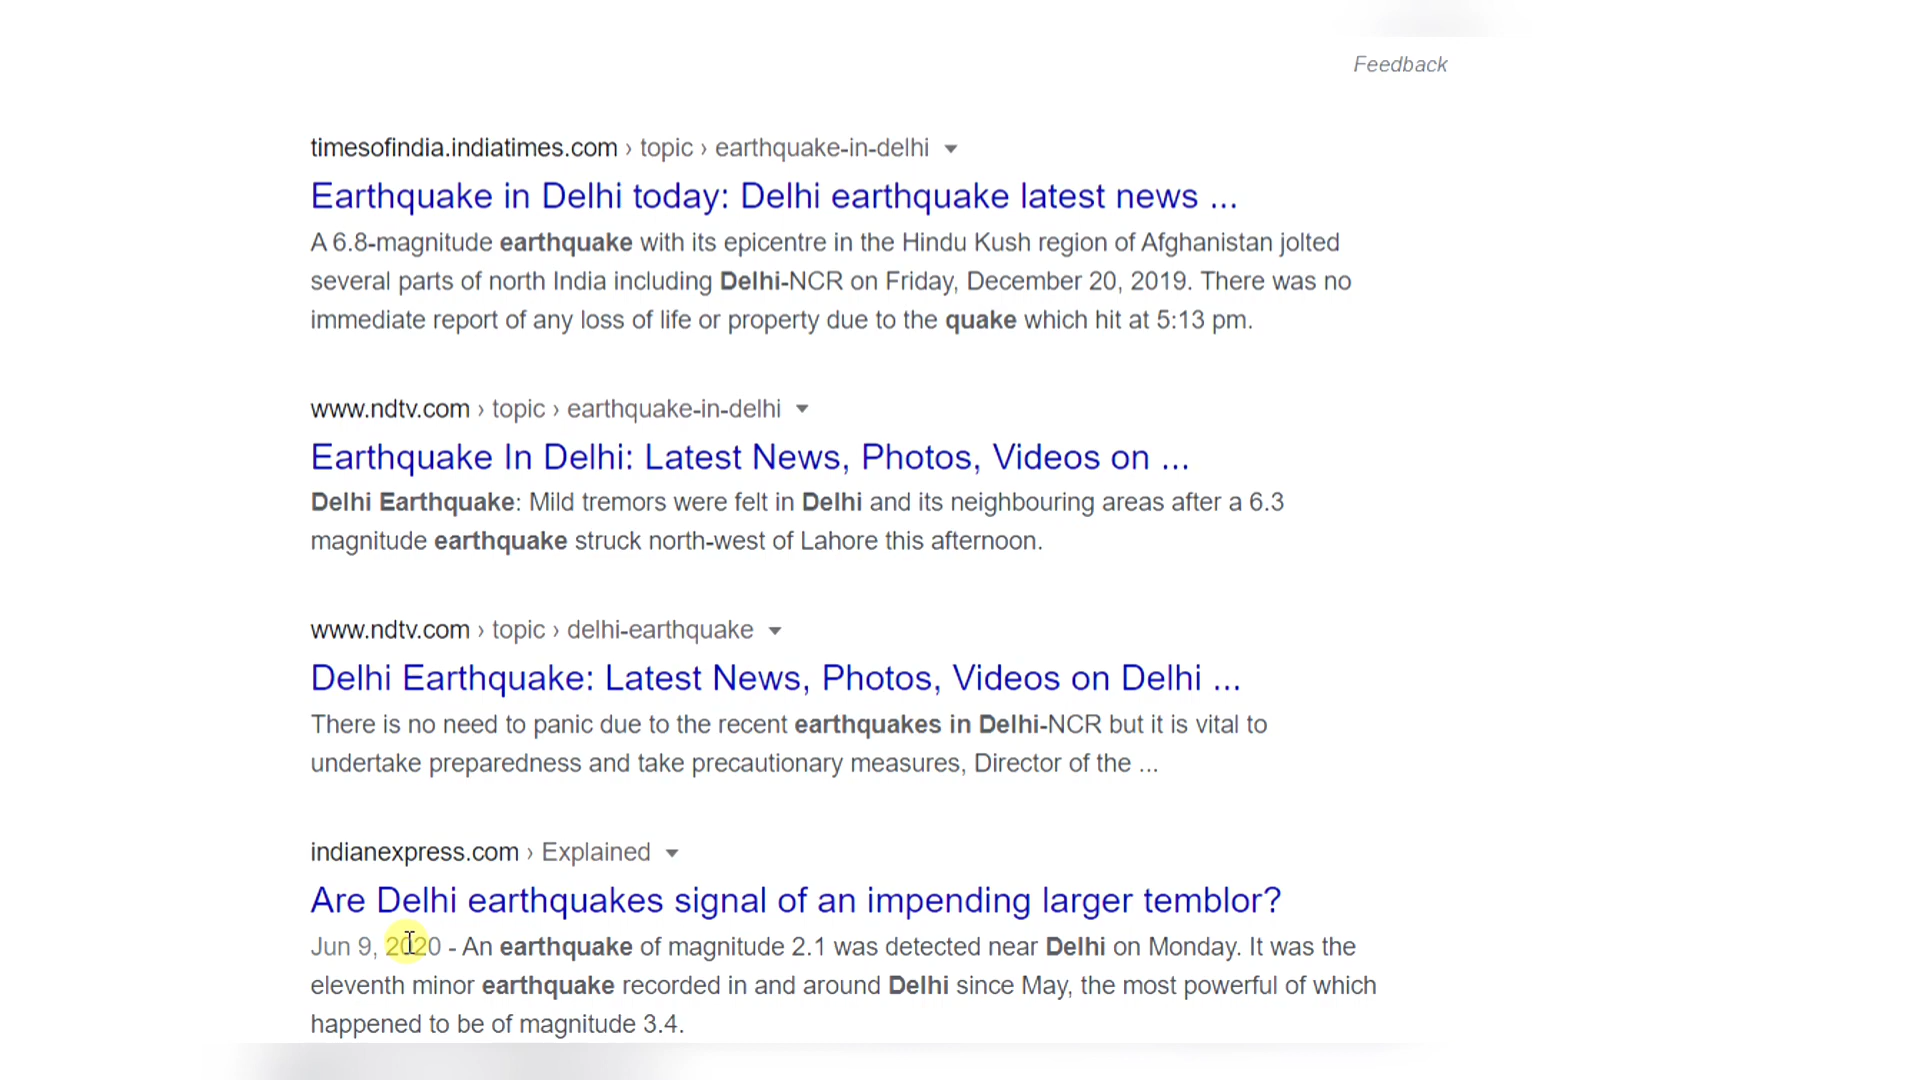 Feedback
timesofindia.indiatimes.com › topic › earthquake-in-delhi
Earthquake in Delhi today: Delhi earthquake latest news ...
A 6.8-magnitude earthquake with its epicentre in the Hindu Kush region of Afghanistan jolted
several parts of north India including Delhi-NCR on Friday, December 20, 2019. There was no
immediate report of any loss of life or property due to the quake which hit at 5:13 pm.
www.ndtv.com › topic › earthquake-in-delhi
Earthquake In Delhi: Latest News, Photos, Videos on ...
Delhi Earthquake: Mild tremors were felt in Delhi and its neighbouring areas after a 6.3
magnitude earthquake struck north-west of Lahore this afternoon.
www.ndtv.com › topic › delhi-earthquake
Delhi Earthquake: Latest News, Photos, Videos on Delhi ...
There is no need to panic due to the recent earthquakes in Delhi-NCR but it is vital to
undertake preparedness and take precautionary measures, Director of the ...
indianexpress.com › Explained
Are Delhi earthquakes signal of an impending larger temblor?
Jun 9, 2020 - An earthquake of magnitude 2.1 was detected near Delhi on Monday. It was the
eleventh minor earthquake recorded in and around Delhi since May, the most powerful of which
happened to be of magnitude 3.4.